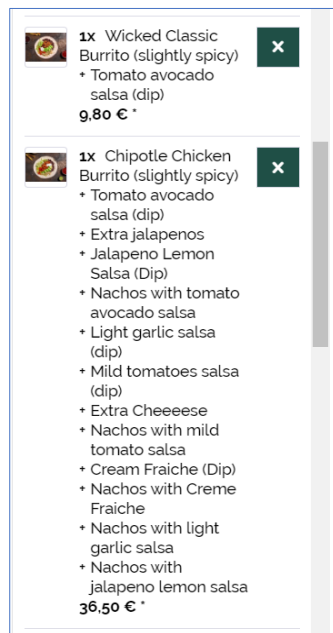 1x Wicked Classic
Burrito (slightly spicy)
+ Tomato avocado
salsa (dip)
9,80 € *
1x Chipotle Chicken
Burrito (slightly spicy)
+ Tomato avocado
salsa (dip)
+ Extra jalapenos
+ Jalapeno Lemon
Salsa (Dip)
+ Nachos with tomato
avocado salsa
+ Light garlic salsa
(dip)
+ Mild tomatoes salsa
(dip)
+ Extra Cheeeese
+ Nachos with mild
tomato salsa
+ Cream Fraiche (Dip)
+ Nachos with Creme
Fraiche
+ Nachos with light
garlic salsa
+ Nachos with
jalapeno lemon salsa
36,50 € *